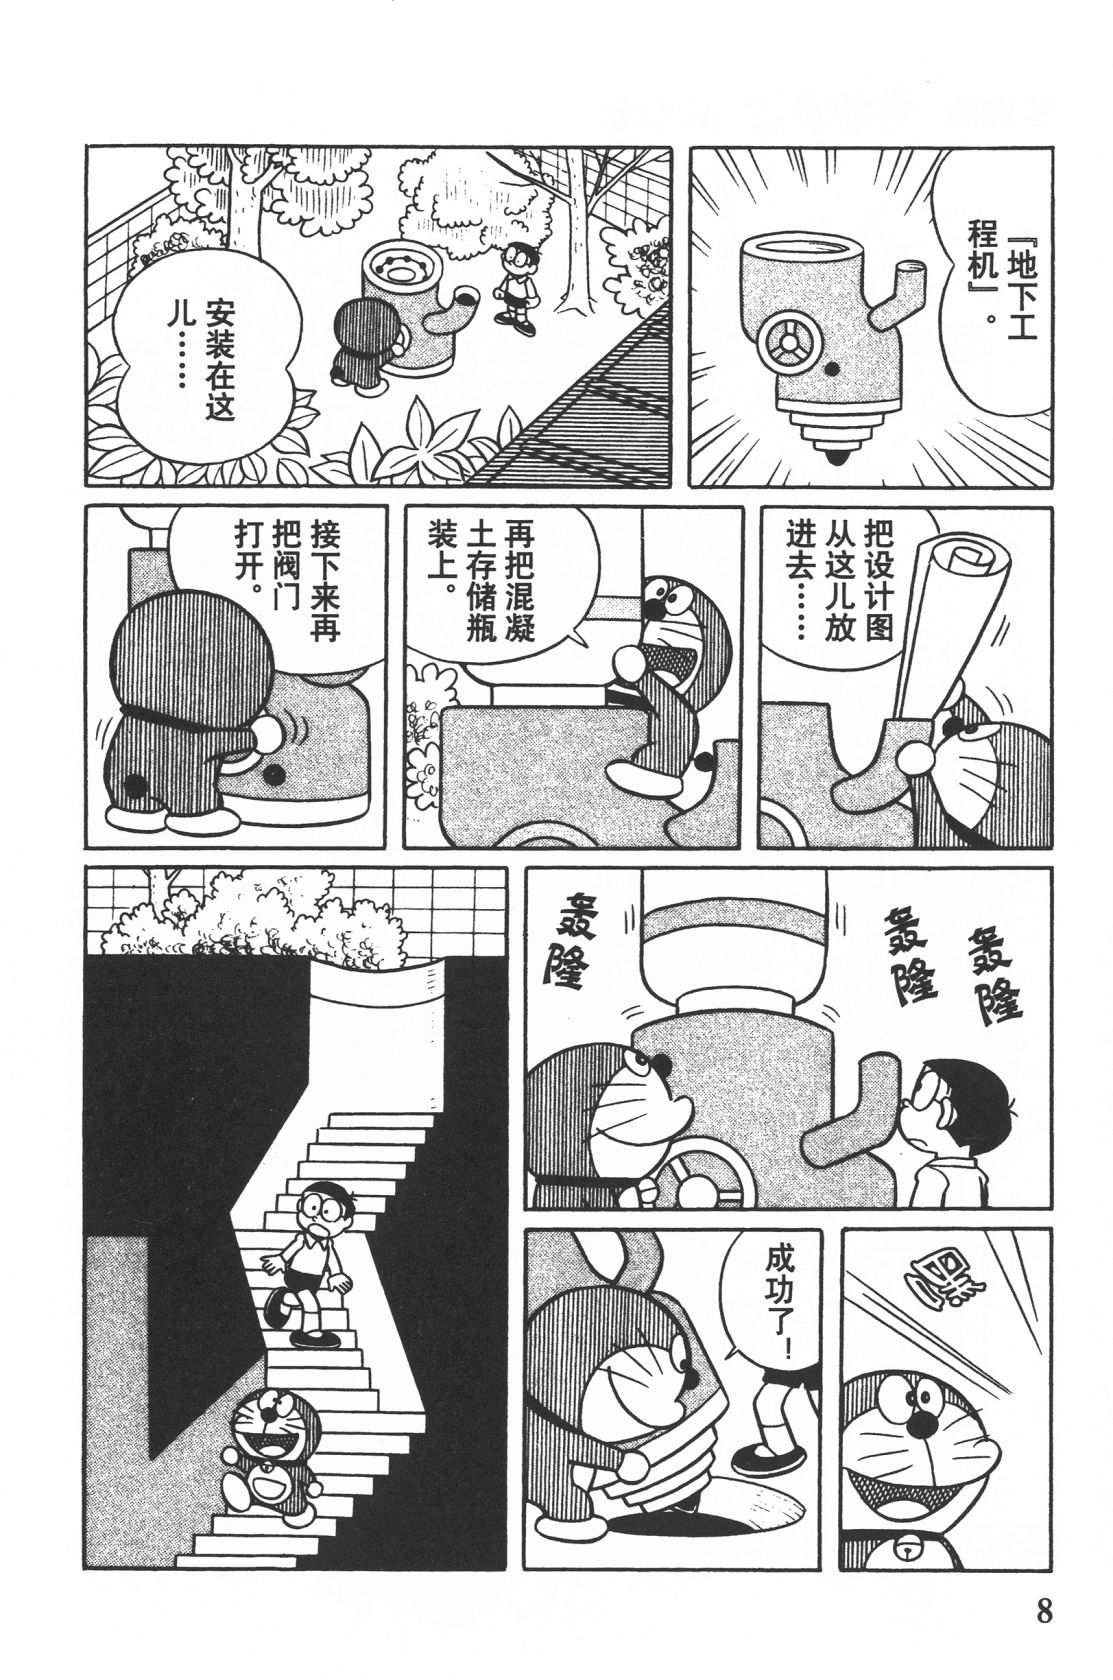 『地下工
程机』。
安装在这
儿……
把设计图
从这儿放
进去……
再把混凝
土存储瓶
装上。
接下来再
把阀门
打开。
轰隆
轰隆
轰隆
嘿
成功了！
8